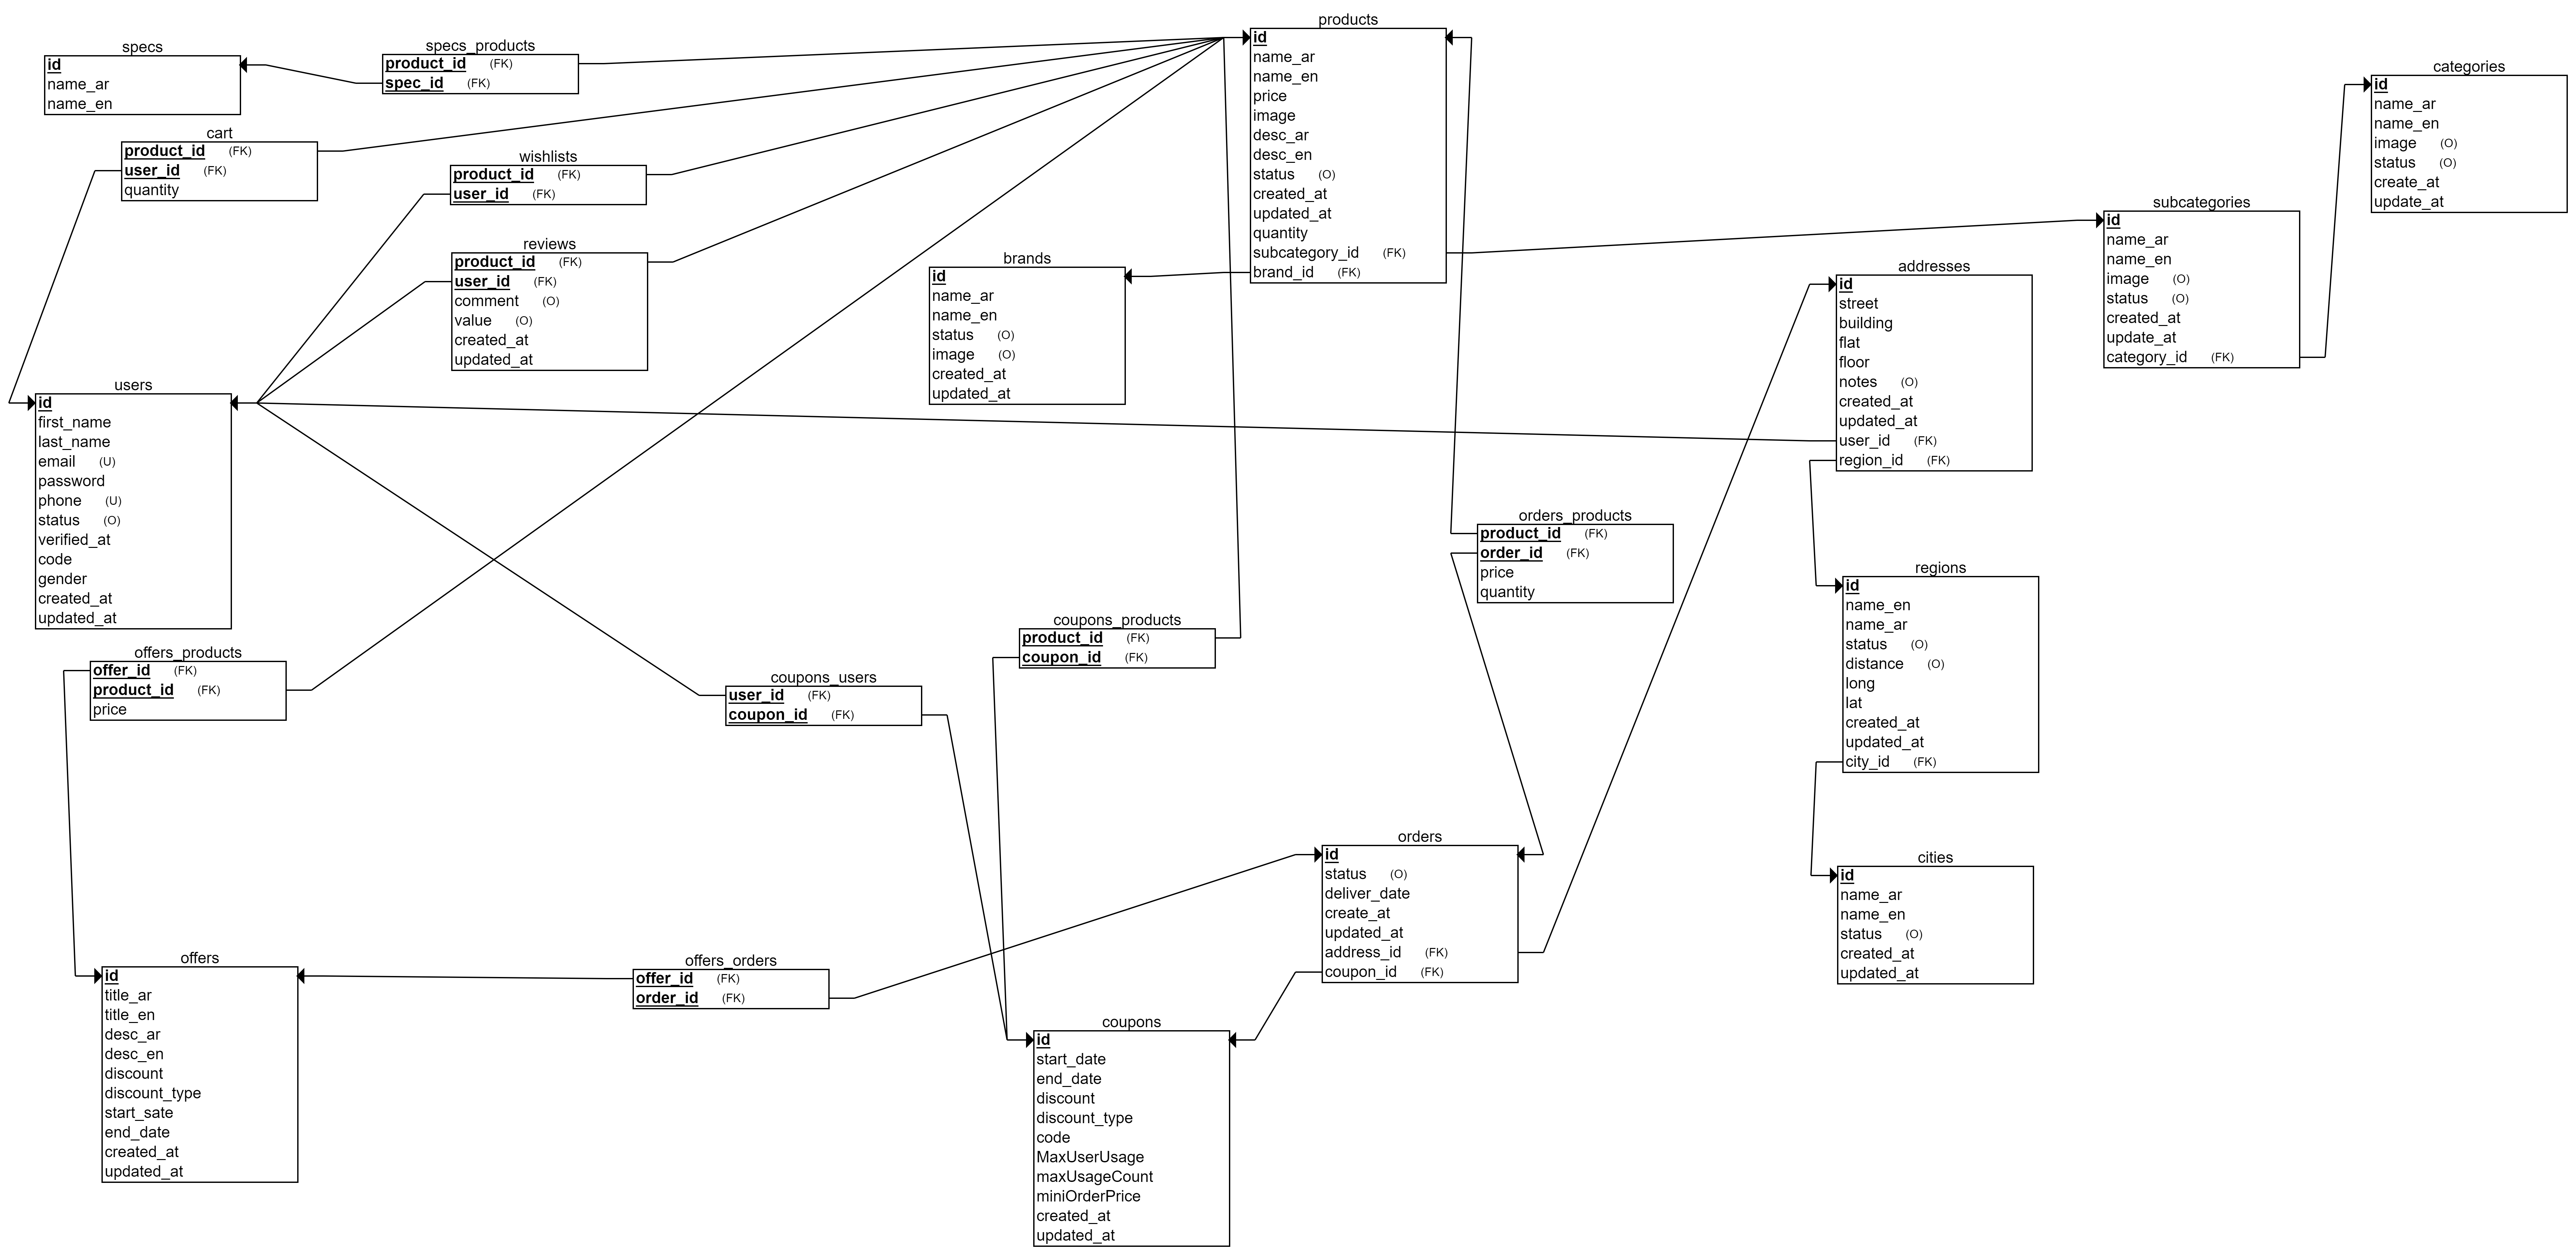 products
id
name_ar
name_en
price
image
desc_ar
desc_en
status (O)
created_at
updated_at
quantity
subcategory_id (FK)
brand_id (FK)
specs
id
name_ar
name_en
specs_products
product_id (FK)
spec_id (FK)
categories
id
name_ar
name_en
image (O)
status (O)
create_at
update_at
cart
product_id (FK)
user_id (FK)
quantity
wishlists
product_id (FK)
user_id (FK)
subcategories
id
name_ar
name_en
image (O)
status (O)
created_at
update_at
category_id (FK)
reviews
product_id (FK)
user_id (FK)
comment (O)
value (O)
created_at
updated_at
brands
id
name_ar
name_en
status (O)
image (O)
created_at
updated_at
addresses
id
street
building
flat
floor
notes (O)
created_at
updated_at
user_id (FK)
region_id (FK)
users
id
first_name
last_name
email (U)
password
phone (U)
status (O)
verified_at
code
gender
created_at
updated_at
orders_products
product_id (FK)
order_id (FK)
price
quantity
regions
id
name_en
name_ar
status (O)
distance (O)
long
lat
created_at
updated_at
city_id (FK)
coupons_products
product_id (FK)
coupon_id (FK)
offers_products
offer_id (FK)
product_id (FK)
price
coupons_users
user_id (FK)
coupon_id (FK)
orders
id
status (O)
deliver_date
create_at
updated_at
address_id (FK)
coupon_id (FK)
cities
id
name_ar
name_en
status (O)
created_at
updated_at
offers
id
title_ar
title_en
desc_ar
desc_en
discount
discount_type
start_sate
end_date
created_at
updated_at
offers_orders
offer_id (FK)
order_id (FK)
coupons
id
start_date
end_date
discount
discount_type
code
MaxUserUsage
maxUsageCount
miniOrderPrice
created_at
updated_at